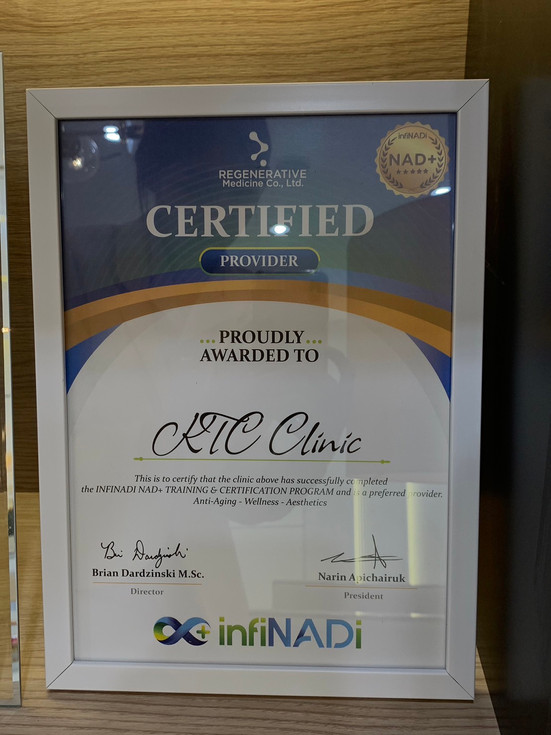 REGENERATIVE
Medicine Co., Ltd.
infiNADi
NAD+
CERTIFIED
PROVIDER
PROUDLY
AWARDED TO
KTC Clinic
This is to certify that the clinic above has successfully completed
the INFINADI NAD+ TRAINING & CERTIFICATION PROGRAM and is a preferred provider.
Anti-Aging - Wellness - Aesthetics
Bri Dardzinski
Brian Dardzinski M.Sc.
Director
Narin Apichairuk
President
infiNADi